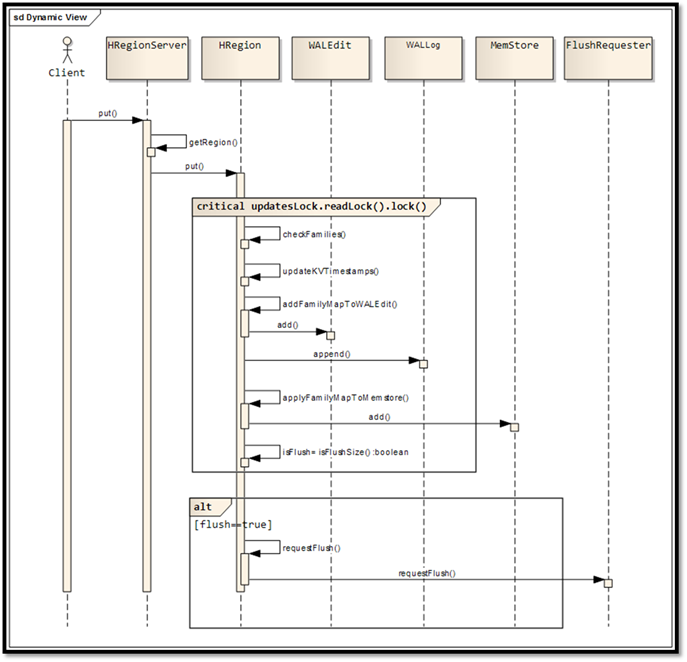 sd Dynamic View
Client
HRegionServer
HRegion
WALEdit
WALLog
MemStore
FlushRequester
put()
getRegion()
put()
critical updatesLock.readLock().lock()
checkFamilies()
updateKVTimestamps()
addFamilyMapToWALEdit()
add()
append()
applyFamilyMapToMemstore()
add()
isFlush= isFlushSize() :boolean
alt
[flush==true]
requestFlush()
requestFlush()